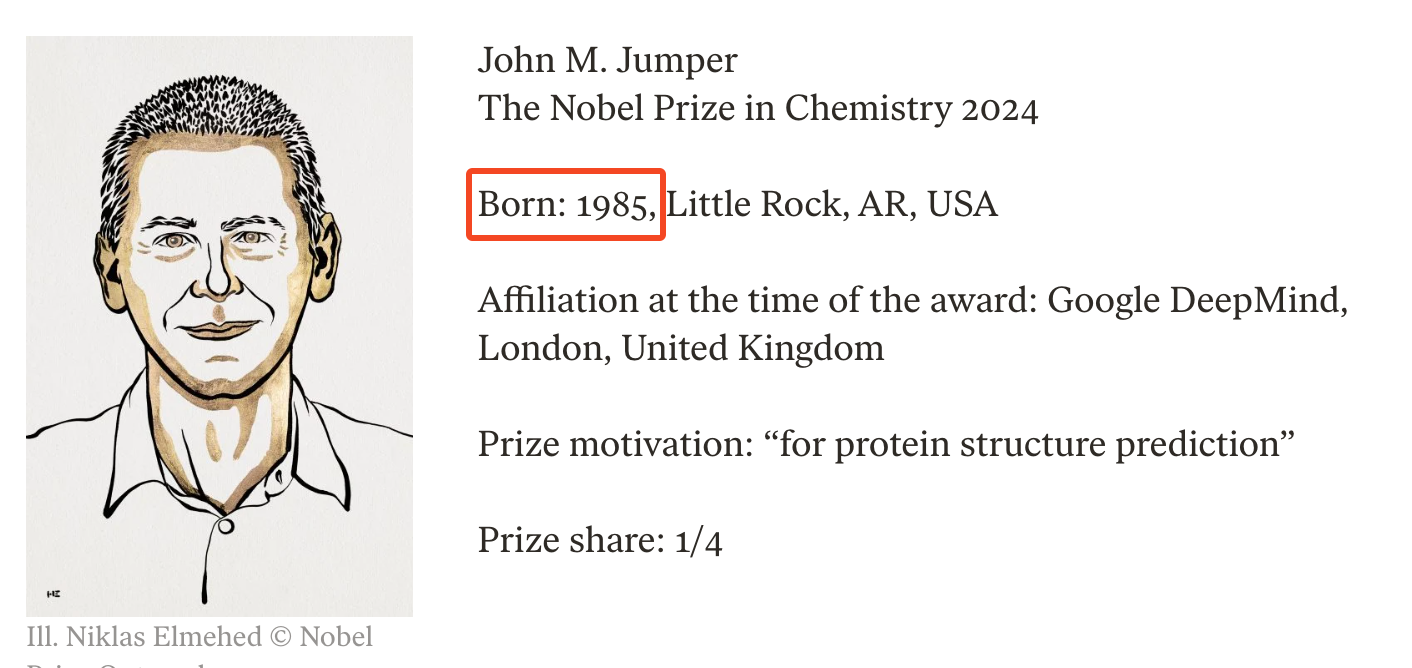 John M. Jumper
The Nobel Prize in Chemistry 2024
Born: 1985, Little Rock, AR, USA
Affiliation at the time of the award: Google DeepMind,
London, United Kingdom
Prize motivation: “for protein structure prediction”
Prize share: 1/4
Ill. Niklas Elmehed © Nobel